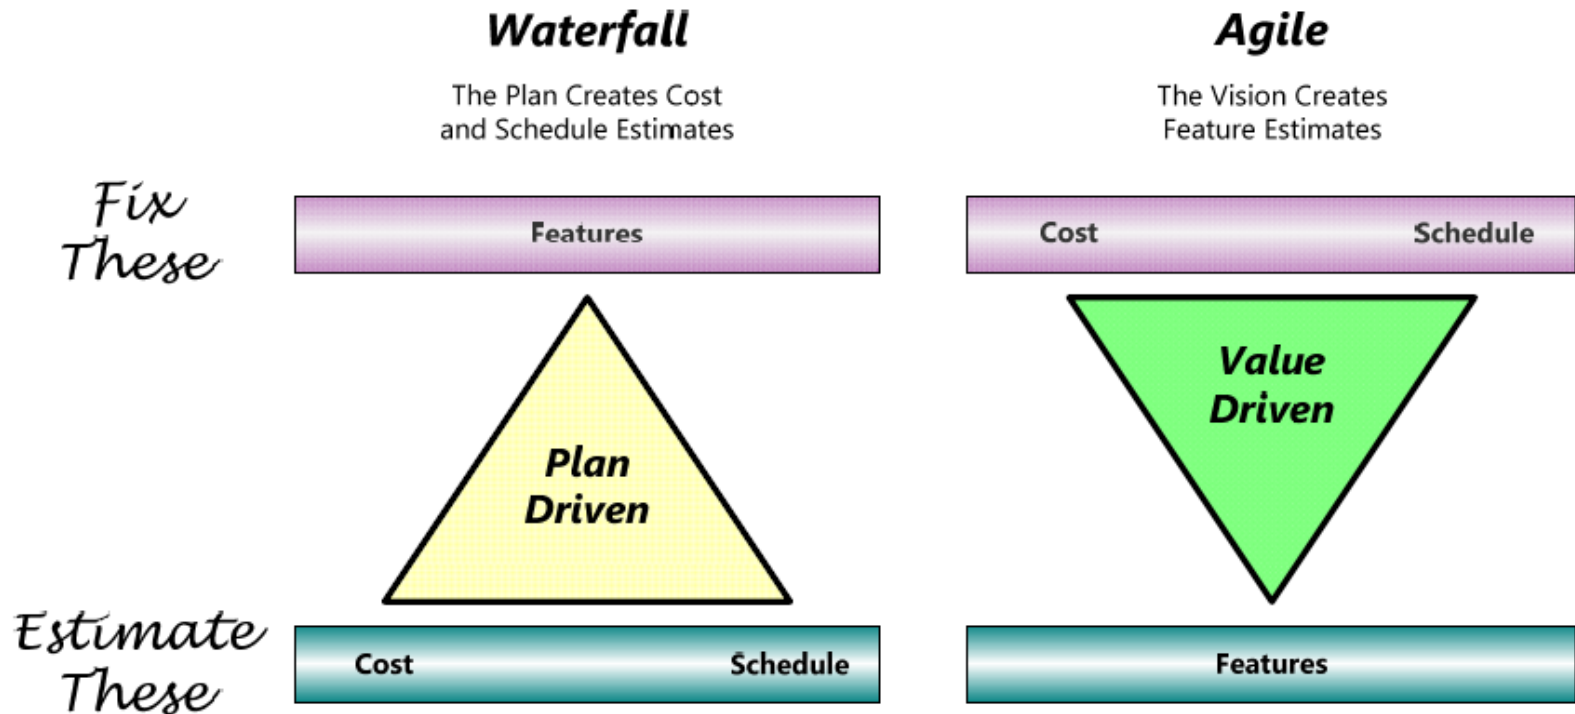 Waterfall
Agile
The Plan Creates Cost
and Schedule Estimates
The Vision Creates
Feature Estimates
Fix
These
Features
Cost
Schedule
Plan
Driven
Value
Driven
Estimate
These
Cost
Schedule
Features